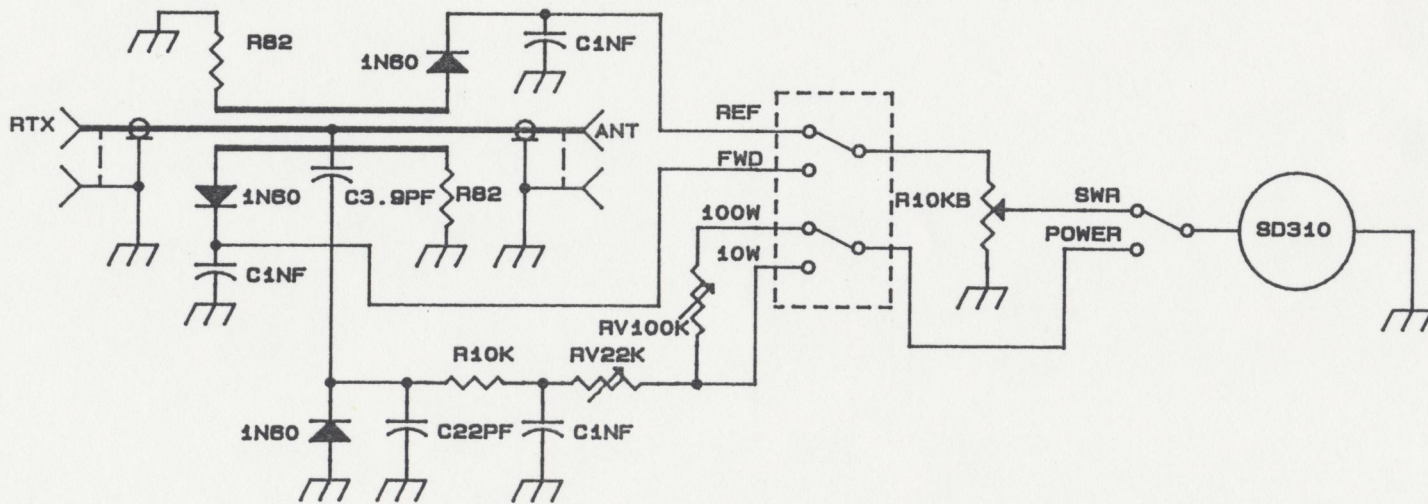 R82
1N60
C1NF
RTX
ANT
REF
FWD
1N60
C3.9PF
R82
100W
10W
R10KB
SWR
POWER
SD310
C1NF
RV100K
R10K
RV22K
1N60
C22PF
C1NF